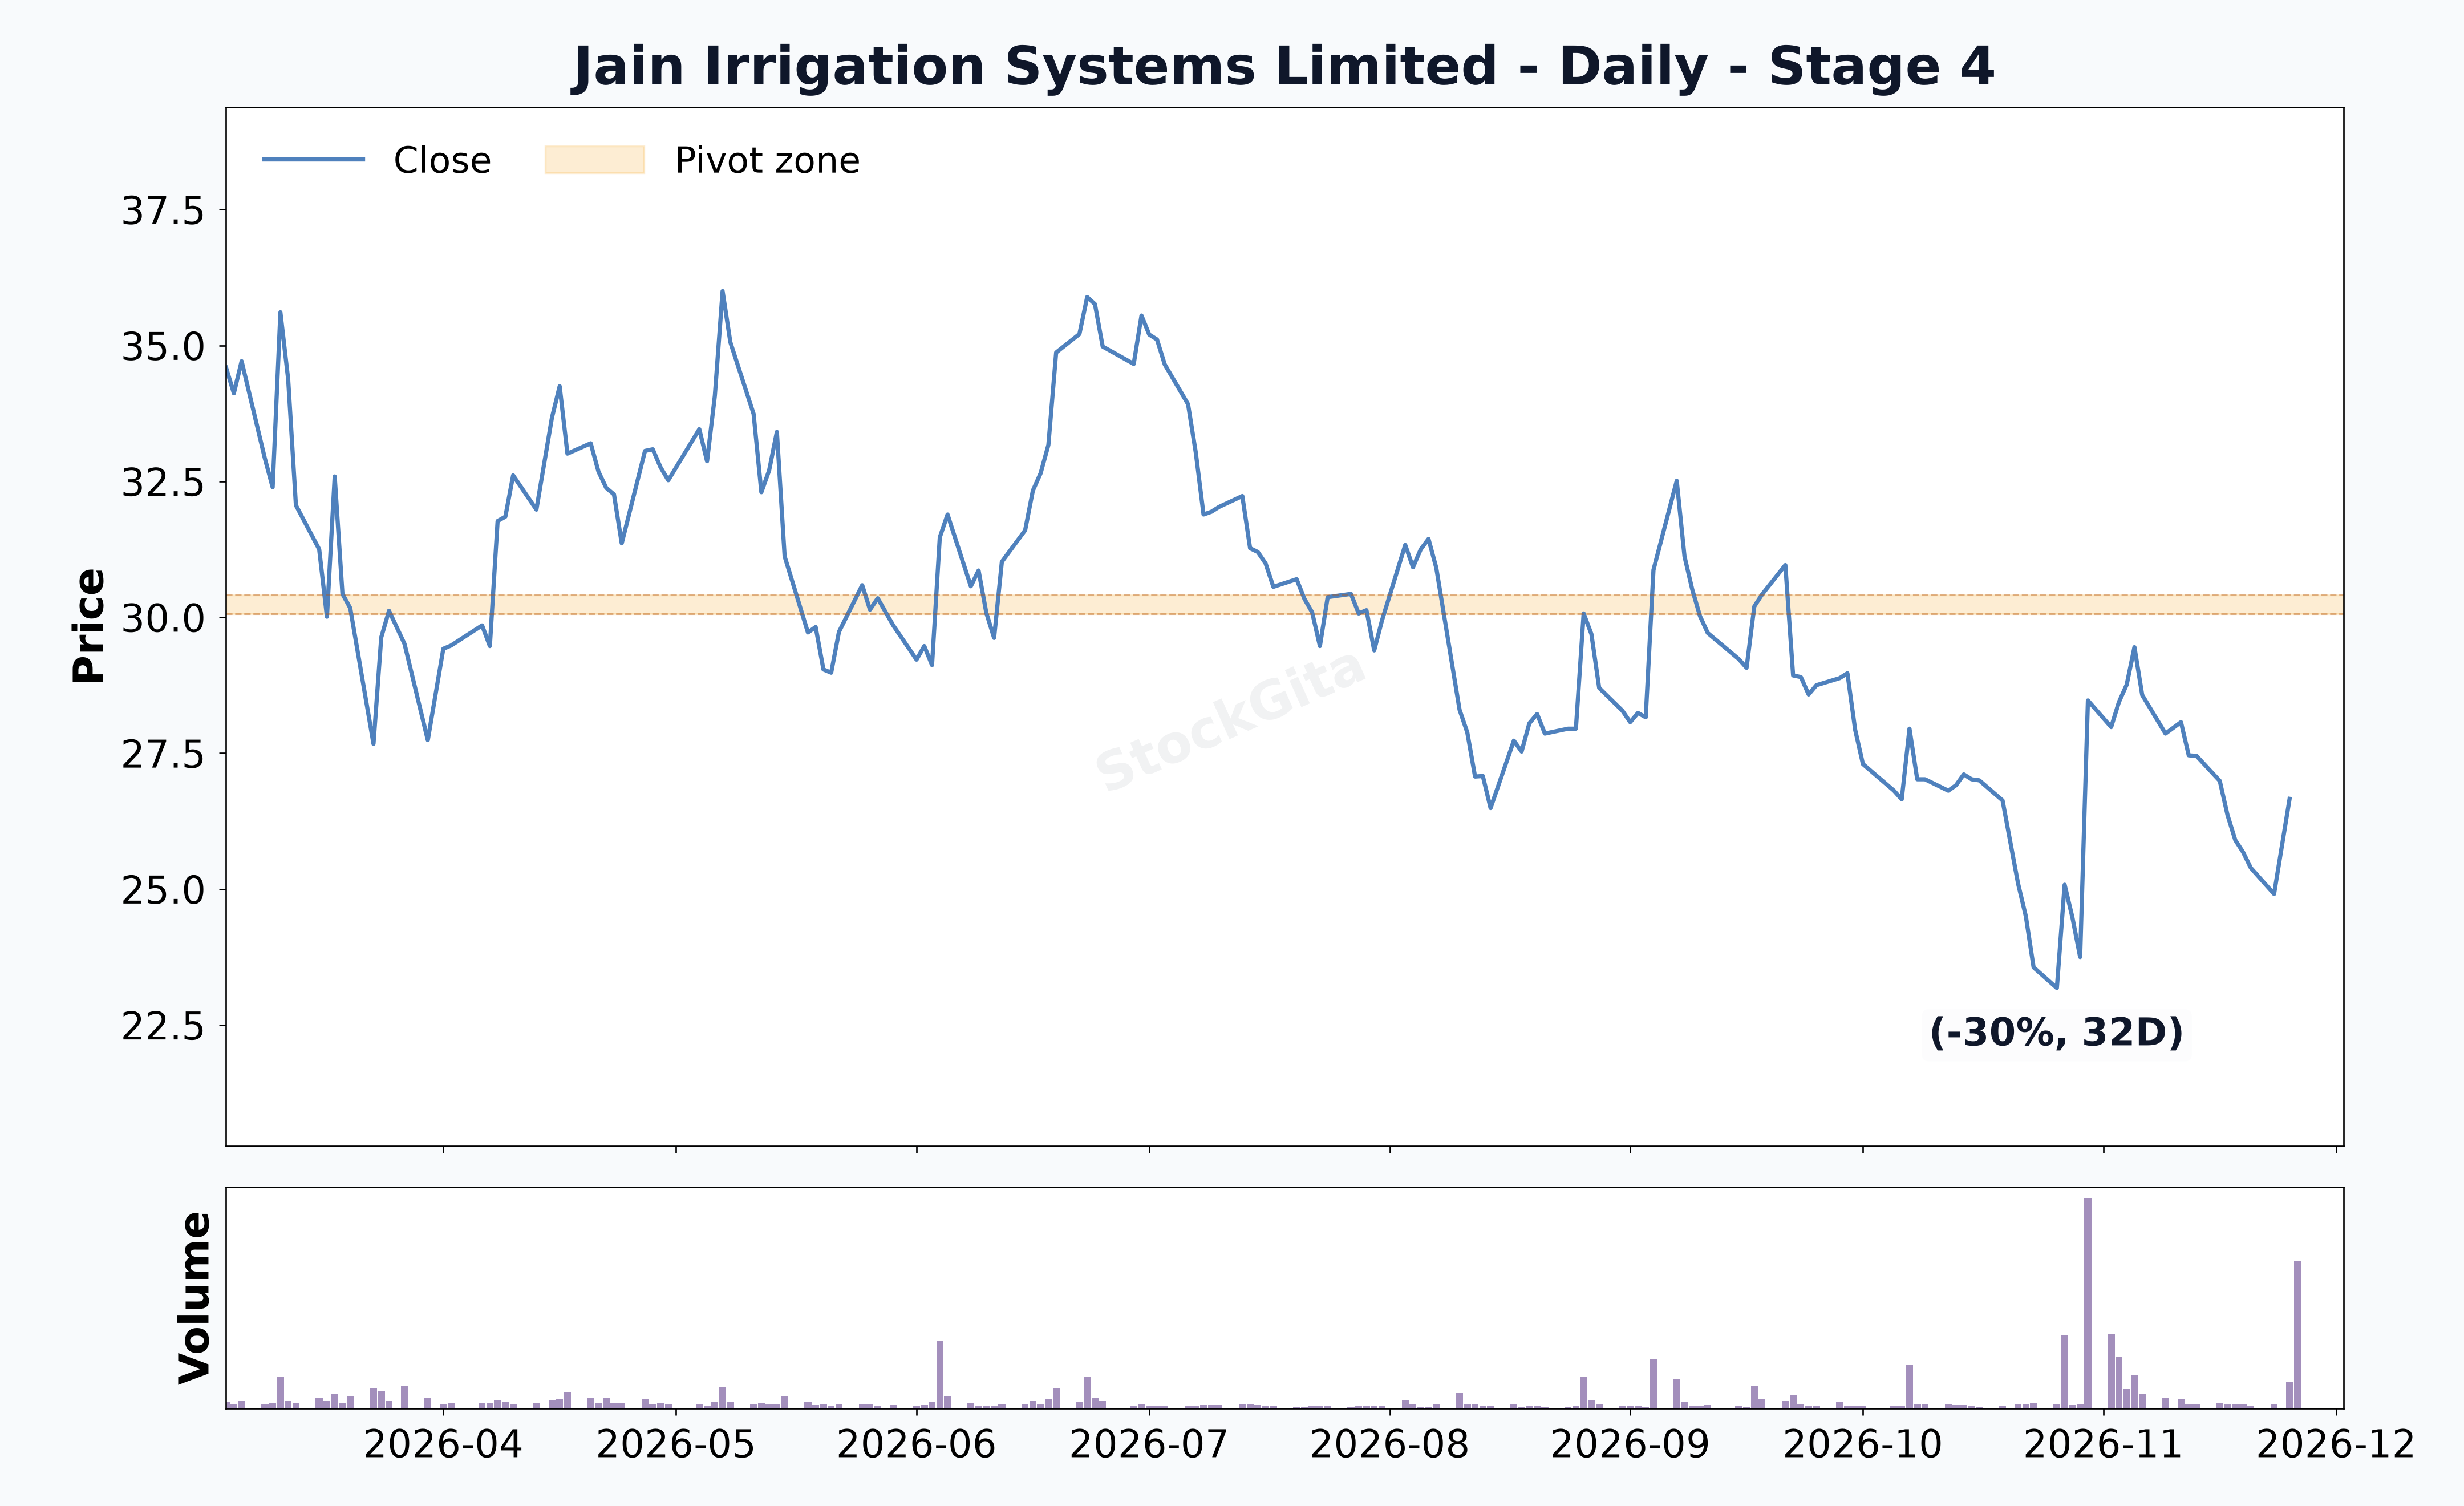 Jain Irrigation Systems Limited - Daily - Stage 4
Close
Pivot zone
37.5
35.0
32.5
30.0
27.5
25.0
22.5
Price
StockGita
(-30%, 32D)
Volume
2026-04
2026-05
2026-06
2026-07
2026-08
2026-09
2026-10
2026-11
2026-12